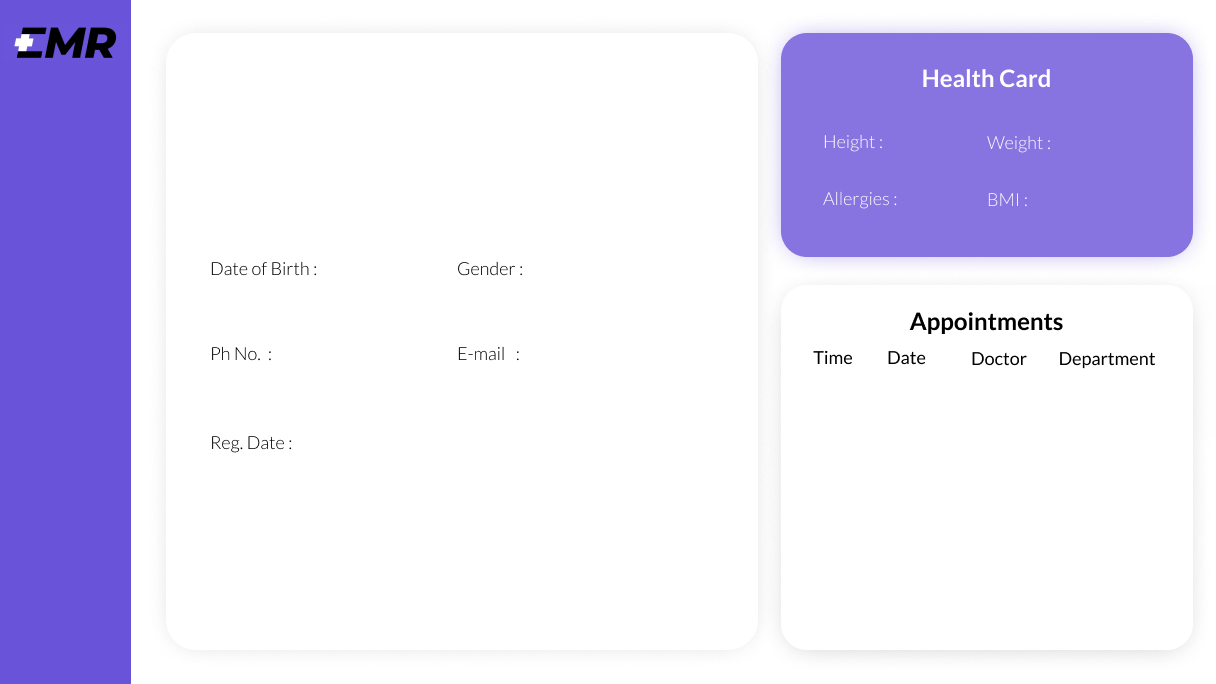 EMR
Date of Birth : Gender :
Ph No. : E-mail :
Reg. Date :
Health Card
Height : Weight :
Allergies : BMI :
Appointments
Time Date Doctor Department